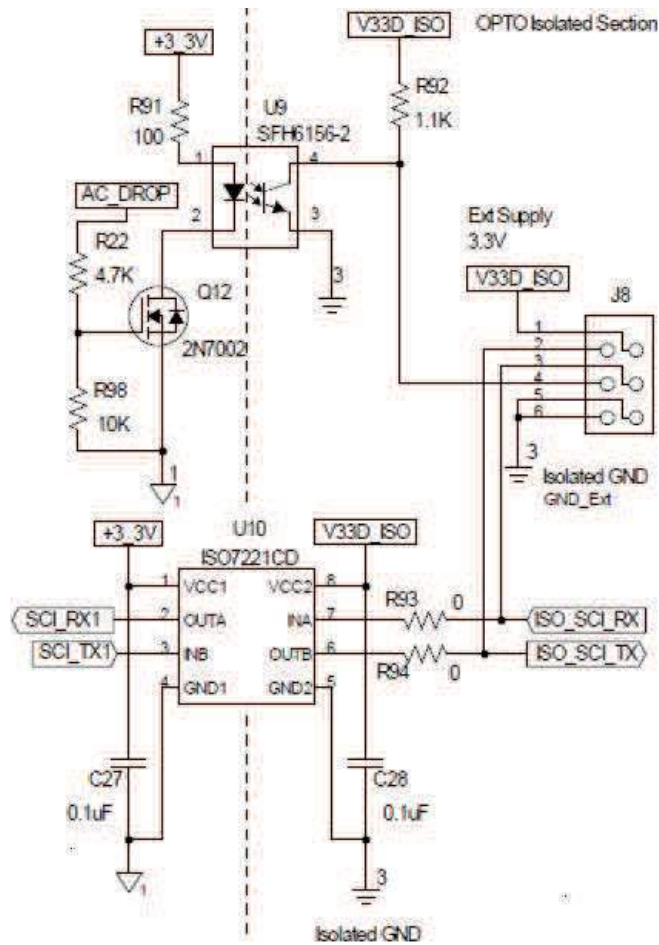 V33D_ISO OPTO Isolated Section
+3_3V
R92
1.1K
R91
100
U9
SFH6156-2
1
4
2
3
AC_DROP
R22
4.7K
Q12
2N7002
R98
10K
3
Ext Supply
3.3V
V33D_ISO
J8
1
2
3
4
5
6
3
Isolated GND
GND_Ext
1
1
+3_3V
U10
ISO7221CD
V33D_ISO
1 VCC1 VCC2 8
SCI_RX1 2 OUTA INA 7 R93 0 ISO_SCI_RX
SCI_TX1 3 INB OUTB 6 R94 0 ISO_SCI_TX
4 GND1 GND2 5
C27
0.1uF
C28
0.1uF
1
3
Isolated GND